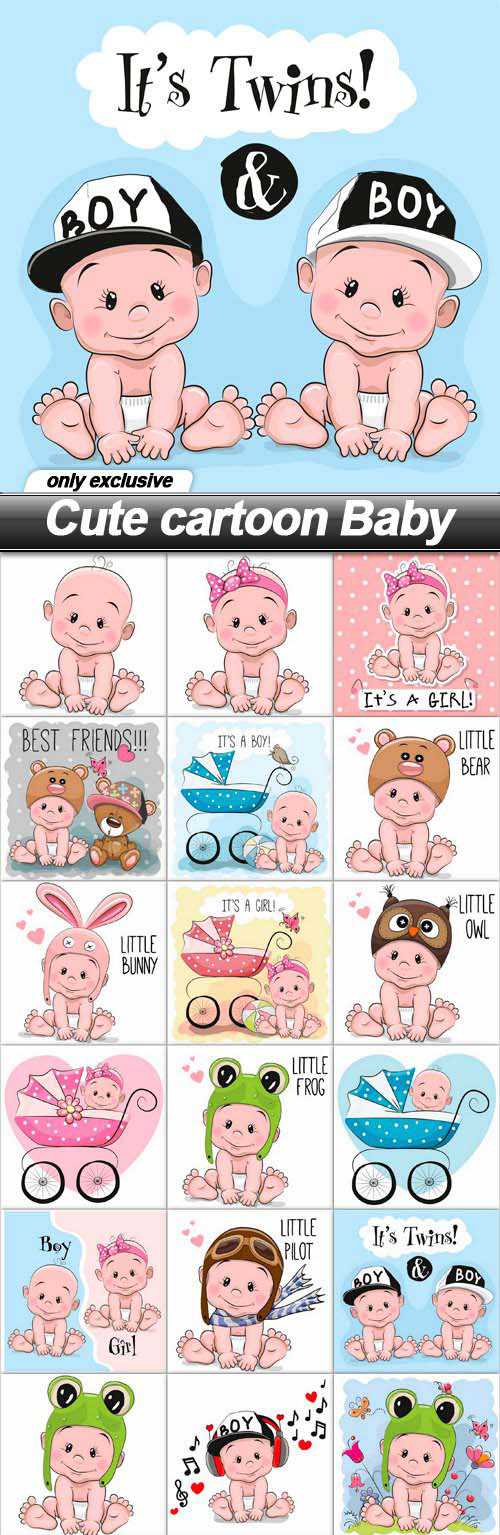 It's Twins!
&
BOY
BOY
only exclusive
Cute cartoon Baby
IT'S A GIRL!
BEST FRIENDS!!!
IT'S A BOY!
LITTLE
BEAR
LITTLE
BUNNY
IT'S A GIRL!
LITTLE
OWL
LITTLE
FROG
Boy
Girl
LITTLE
PILOT
It's Twins!
&
BOY
BOY
BOY